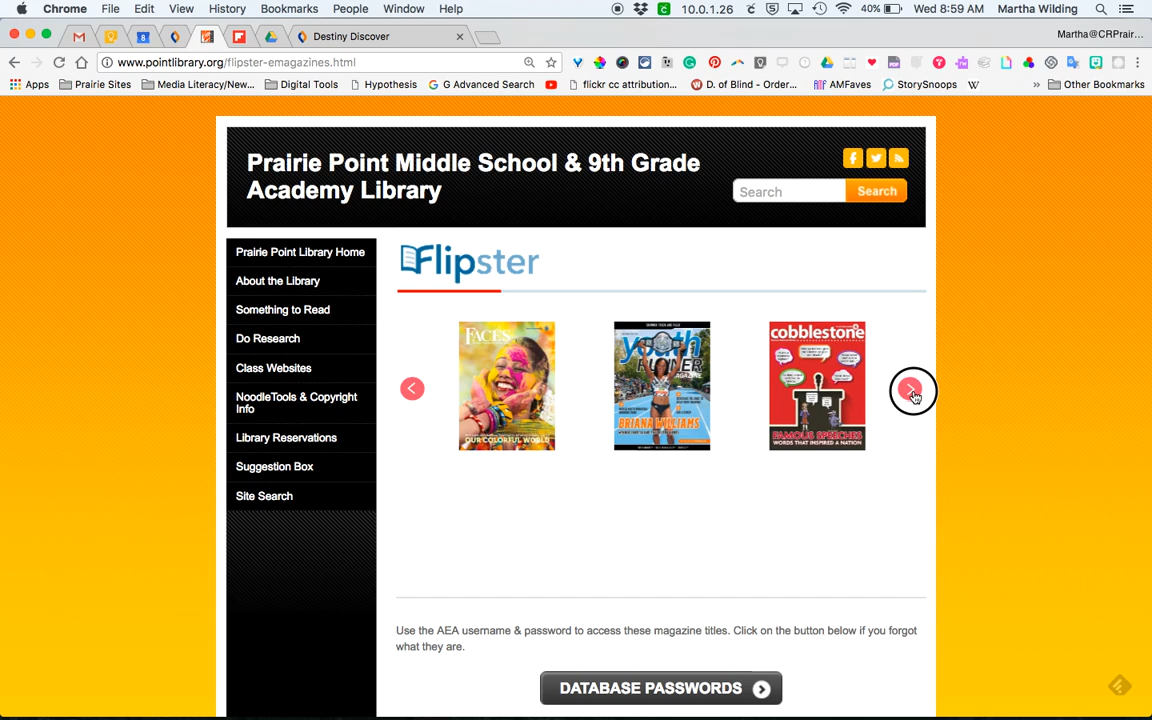 Chrome File Edit View History Bookmarks People Window Help 10.0.1.26 40% Wed 8:59 AM Martha Wilding
Destiny Discover Martha@CRPrair...
www.pointlibrary.org/flipster-emagazines.html
Apps Prairie Sites Media Literacy/New... Digital Tools Hypothesis G Advanced Search flickr cc attribution... D. of Blind - Order... AMFaves StorySnoops » Other Bookmarks
Prairie Point Middle School & 9th Grade
Academy Library
Search Search
Prairie Point Library Home
About the Library
Something to Read
Do Research
Class Websites
NoodleTools & Copyright
Info
Library Reservations
Suggestion Box
Site Search
Flipster
FACES
OUR COLORFUL WORLD
youth
RUNNER
MAGAZINE
BRIANA WILLIAMS
cobblestone
FAMOUS SPEECHES
WORDS THAT INSPIRED A NATION
Use the AEA username & password to access these magazine titles. Click on the button below if you forgot
what they are.
DATABASE PASSWORDS